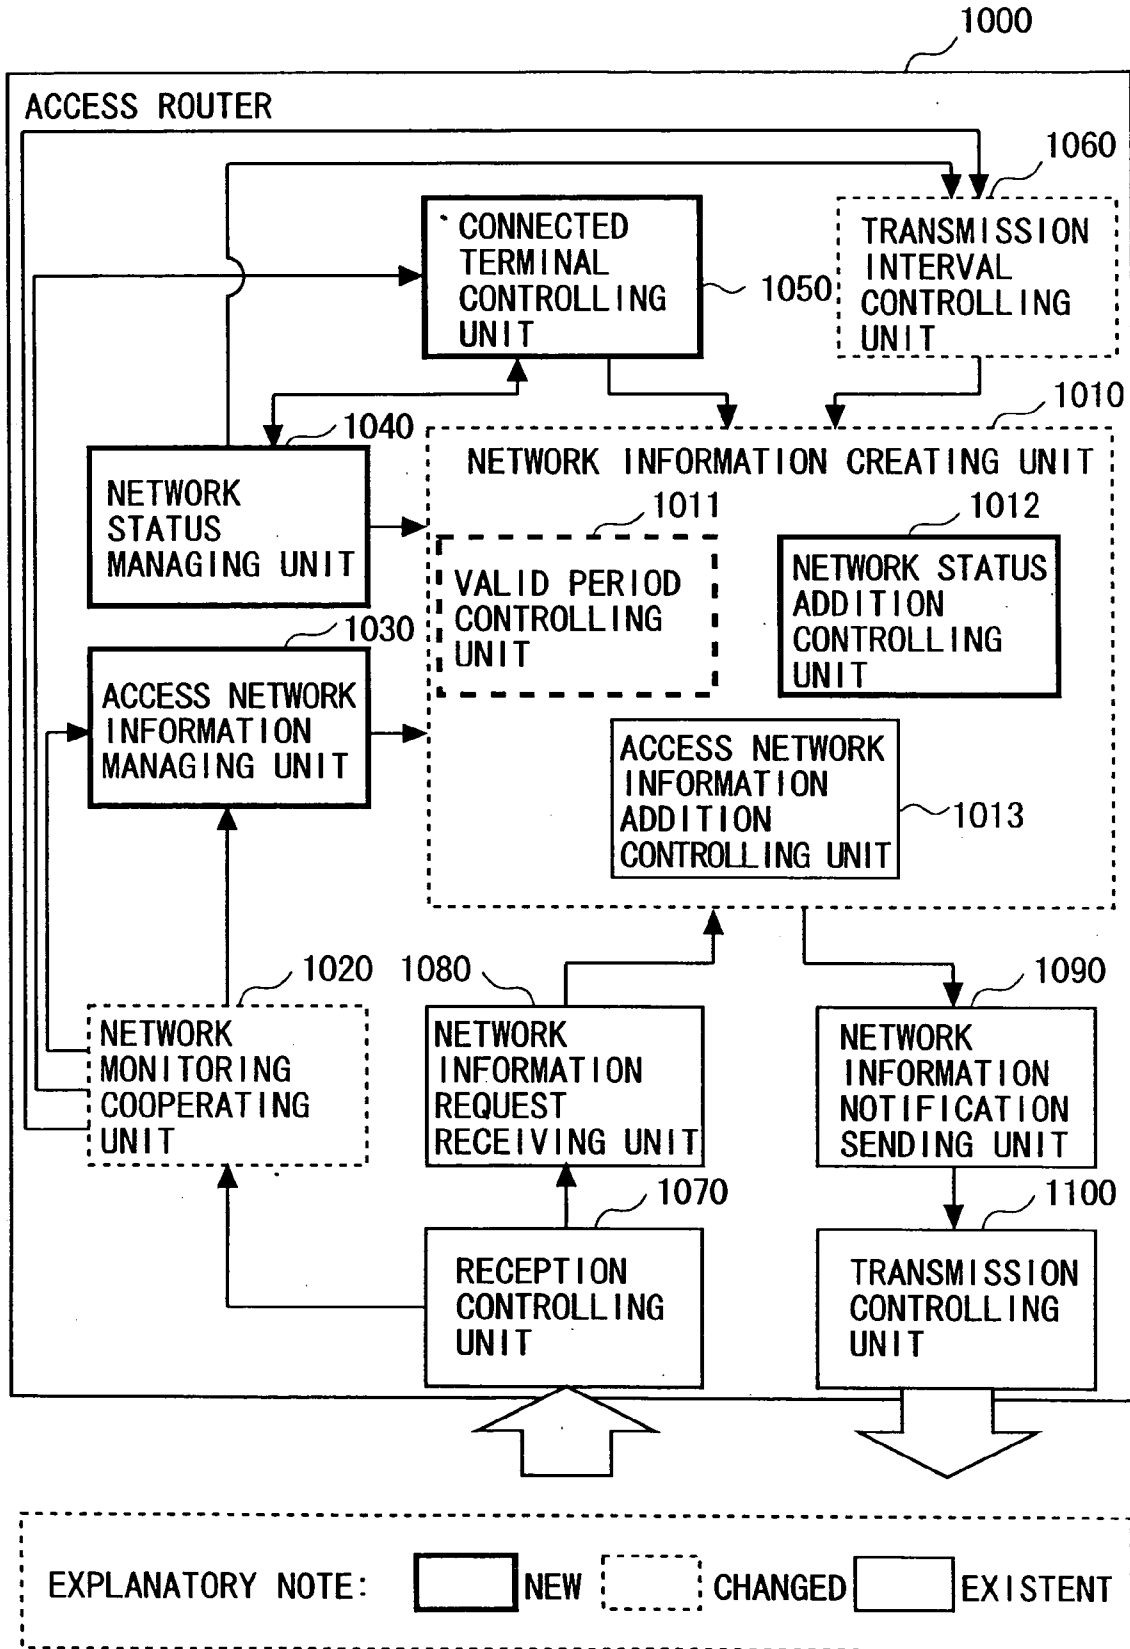 1000
ACCESS ROUTER
1060
CONNECTED
TERMINAL
CONTROLLING
UNIT
1050
TRANSMISSION
INTERVAL
CONTROLLING
UNIT
1010
1040
NETWORK
STATUS
MANAGING UNIT
NETWORK INFORMATION CREATING UNIT
1011
VALID PERIOD
CONTROLLING
UNIT
1012
NETWORK STATUS
ADDITION
CONTROLLING
UNIT
1030
ACCESS NETWORK
INFORMATION
MANAGING UNIT
ACCESS NETWORK
INFORMATION
ADDITION
CONTROLLING UNIT
1013
1020
NETWORK
MONITORING
COOPERATING
UNIT
1080
NETWORK
INFORMATION
REQUEST
RECEIVING UNIT
1090
NETWORK
INFORMATION
NOTIFICATION
SENDING UNIT
1070
RECEPTION
CONTROLLING
UNIT
1100
TRANSMISSION
CONTROLLING
UNIT
EXPLANATORY NOTE: NEW CHANGED EXISTENT